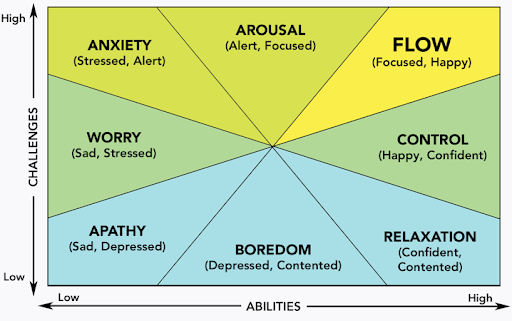 High
ANXIETY
(Stressed, Alert)
AROUSAL
(Alert, Focused)
FLOW
(Focused, Happy)
CHALLENGES
WORRY
(Sad, Stressed)
CONTROL
(Happy, Confident)
APATHY
(Sad, Depressed)
BOREDOM
(Depressed, Contented)
RELAXATION
(Confident,
Contented)
Low
Low
ABILITIES
High